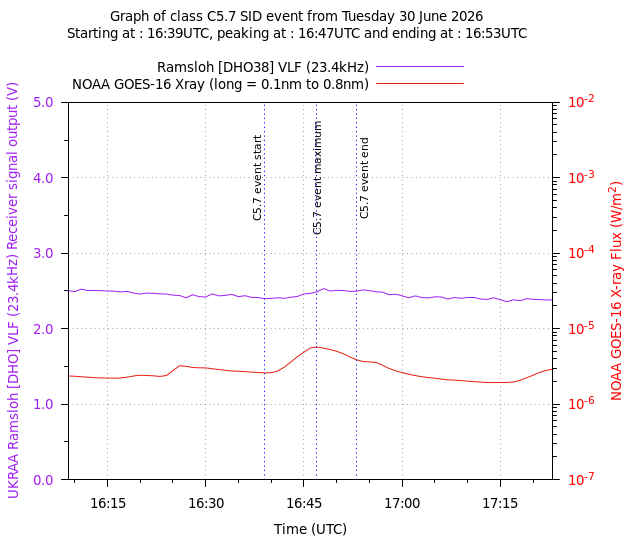 Graph of class C5.7 SID event from Tuesday 30 June 2026
Starting at : 16:39UTC, peaking at : 16:47UTC and ending at : 16:53UTC
Ramsloh [DHO38] VLF (23.4kHz)
NOAA GOES-16 Xray (long = 0.1nm to 0.8nm)
UKRAA Ramsloh [DHO] VLF (23.4kHz) Receiver signal output (V)
5.0
4.0
3.0
2.0
1.0
0.0
C5.7 event start
C5.7 event maximum
C5.7 event end
10-2
10-3
10-4
10-5
10-6
10-7
NOAA GOES-16 X-ray Flux (W/m2)
16:15
16:30
16:45
17:00
17:15
Time (UTC)